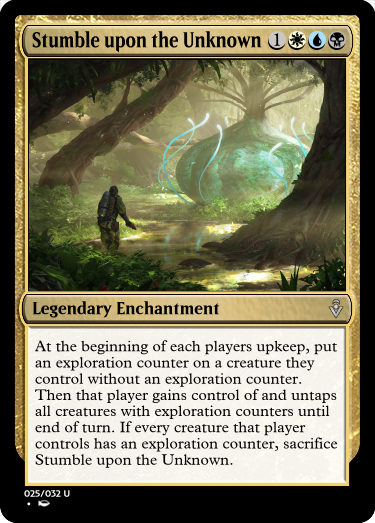 Stumble upon the Unknown 1
Legendary Enchantment
At the beginning of each players upkeep, put
an exploration counter on a creature they
control without an exploration counter.
Then that player gains control of and untaps
all creatures with exploration counters until
end of turn. If every creature that player
controls has an exploration counter, sacrifice
Stumble upon the Unknown.
025/032 U